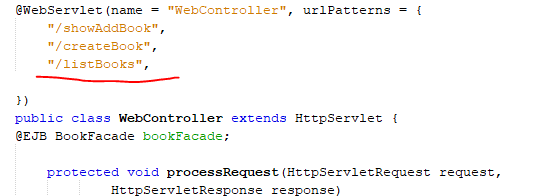 @WebServlet(name = "WebController", urlPatterns = {
"/showAddBook",
"/createBook",
"/listBooks",
})
public class WebController extends HttpServlet {
@EJB BookFacade bookFacade;
protected void processRequest(HttpServletRequest request,
HttpServletResponse response)